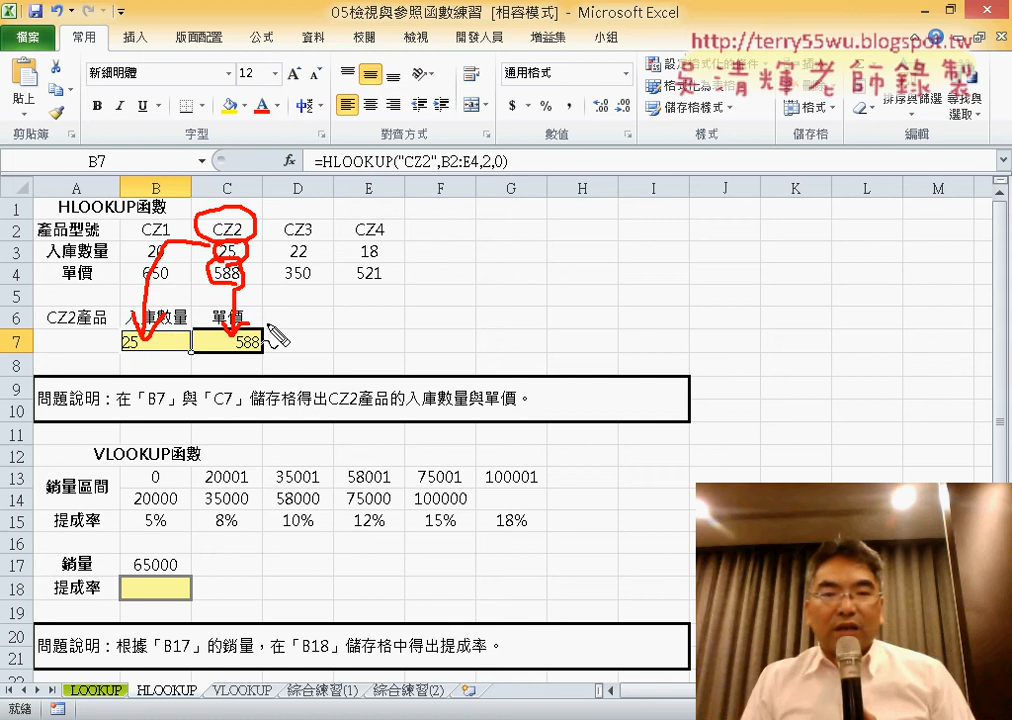 05檢視與參照函數練習 [相容模式] - Microsoft Excel
檔案 常用 插入 版面配置 公式 資料 校閱 檢視 開發人員 增益集 小組
http://terry55wu.blogspot.tw
吳清輝老師錄製
貼上 新細明體 12 通用格式 格式
B I U $ % , 儲存格樣式 排序與篩選 尋找與選取
剪貼簿 字型 對齊方式 數值 樣式 儲存格 編輯
B7 fx =HLOOKUP("CZ2",B2:E4,2,0)
A B C D E F G H I J K L M
1 HLOOKUP函數
2 產品型號 CZ1 CZ2 CZ3 CZ4
3 入庫數量 20 25 22 18
4 單價 650 588 350 521
5
6 CZ2產品 入庫數量 單價
7 25 588
8
9 問題說明：在「B7」與「C7」儲存格得出CZ2產品的入庫數量與單價。
10
11
12 VLOOKUP函數
13 銷量區間 0 20001 35001 58001 75001 100001
14 20000 35000 58000 75000 100000
15 提成率 5% 8% 10% 12% 15% 18%
16
17 銷量 65000
18 提成率
19
20 問題說明：根據「B17」的銷量，在「B18」儲存格中得出提成率。
21
LOOKUP HLOOKUP VLOOKUP 綜合練習(1) 綜合練習(2)
就緒